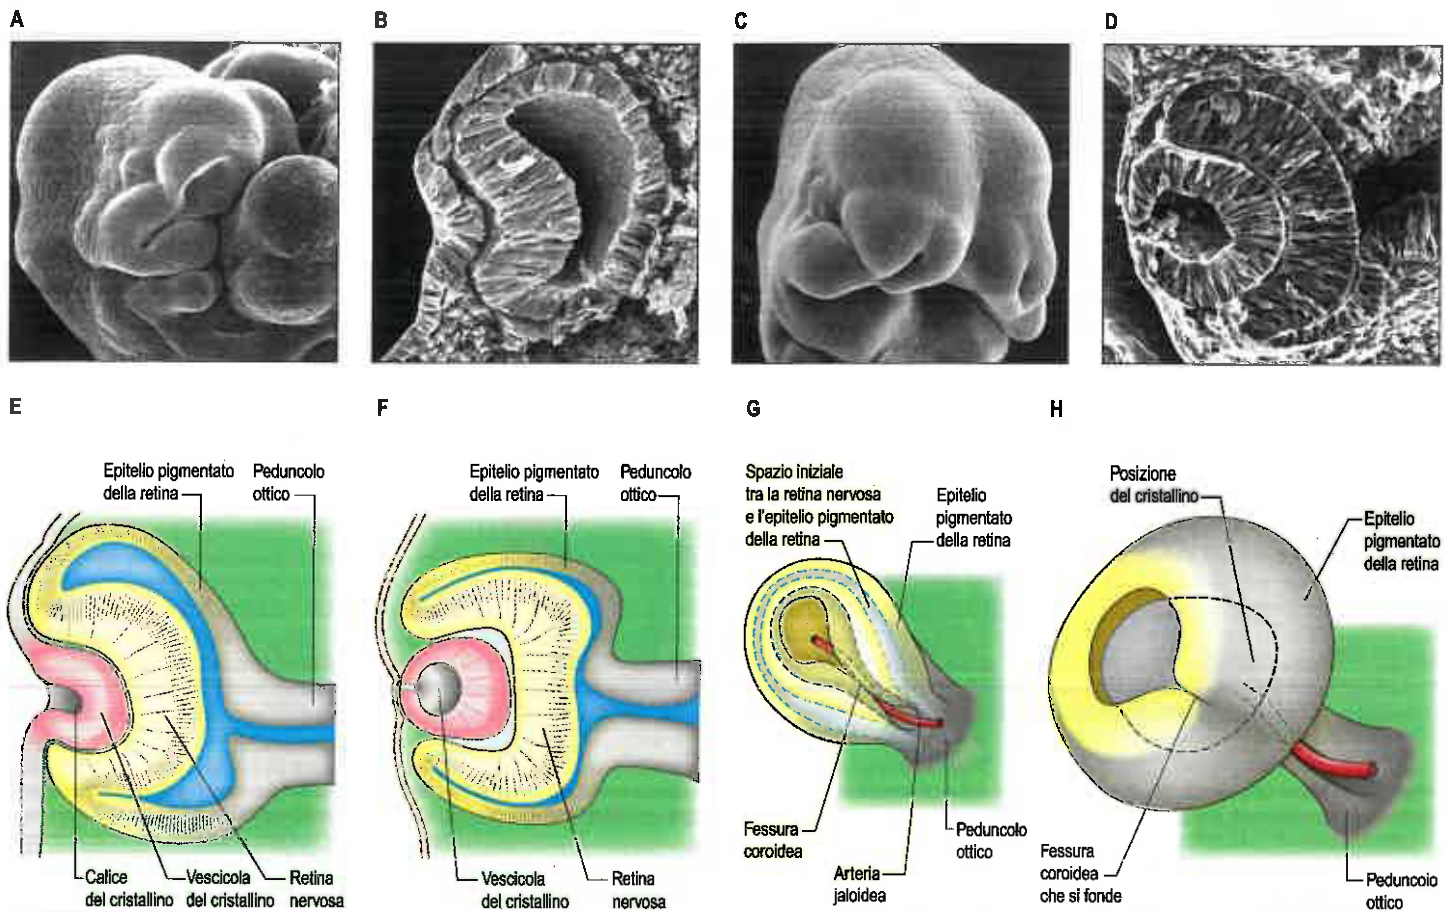 A
B
C
D
E
F
G
H
Epitelio pigmentato
della retina
Peduncolo
ottico
Calice
del cristallino
Vescicola
del cristallino
Retina
nervosa
Epitelio pigmentato
della retina
Peduncolo
ottico
Vescicola
del cristallino
Retina
nervosa
Spazio iniziale
tra la retina nervosa
e l'epitelio pigmentato
della retina
Epitelio
pigmentato
della retina
Fessura
coroidea
Arteria
jaloidea
Peduncolo
ottico
Posizione
del cristallino
Epitelio
pigmentato
della retina
Fessura
coroidea
che si fonde
Peduncolo
ottico